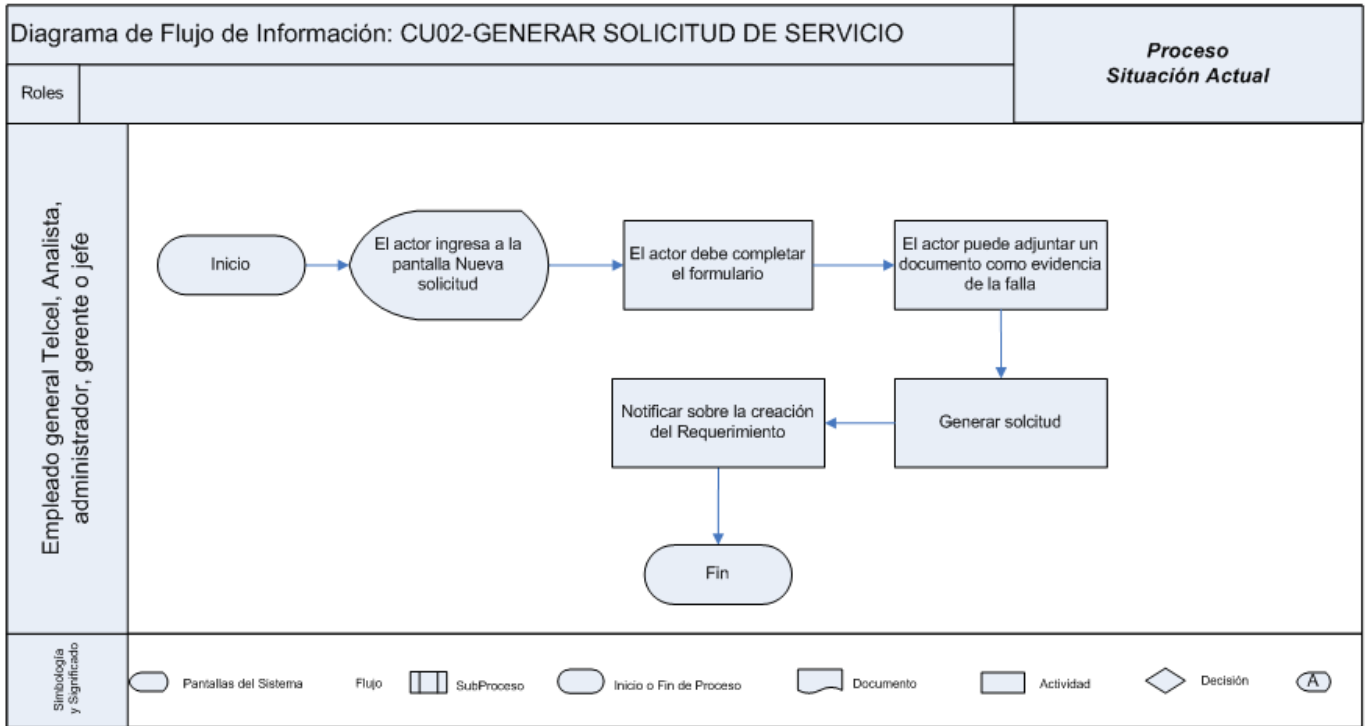 Diagrama de Flujo de Información: CU02-GENERAR SOLICITUD DE SERVICIO
Proceso
Situación Actual
Roles
Empleado general Telcel, Analista,
administrador, gerente o jefe
Inicio
El actor ingresa a la
pantalla Nueva
solicitud
El actor debe completar
el formulario
El actor puede adjuntar un
documento como evidencia
de la falla
Notificar sobre la creación
del Requerimiento
Generar solcitud
Fin
Simbología
y Significado
Pantallas del Sistema
Flujo
SubProceso
Inicio o Fin de Proceso
Documento
Actividad
Decisión
A